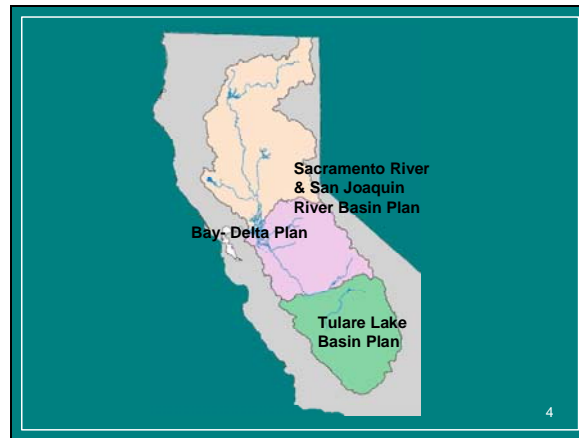 Sacramento River
& San Joaquin
River Basin Plan
Bay- Delta Plan
Tulare Lake
Basin Plan
4